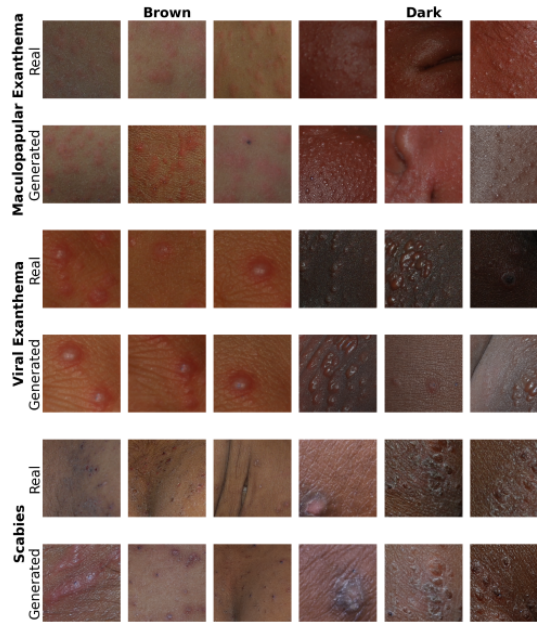 Brown
Dark
Maculopapular Exanthema
Real
Generated
Viral Exanthema
Real
Generated
Scabies
Real
Generated